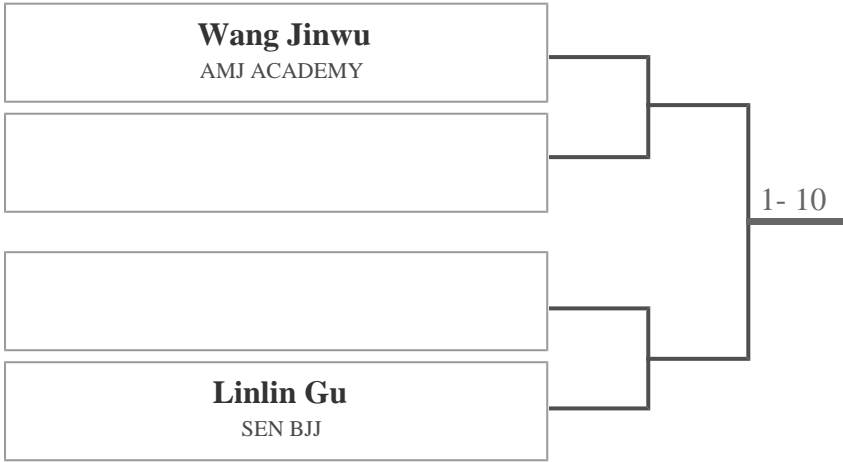 Wang Jinwu
AMJ ACADEMY
1- 10
Linlin Gu
SEN BJJ